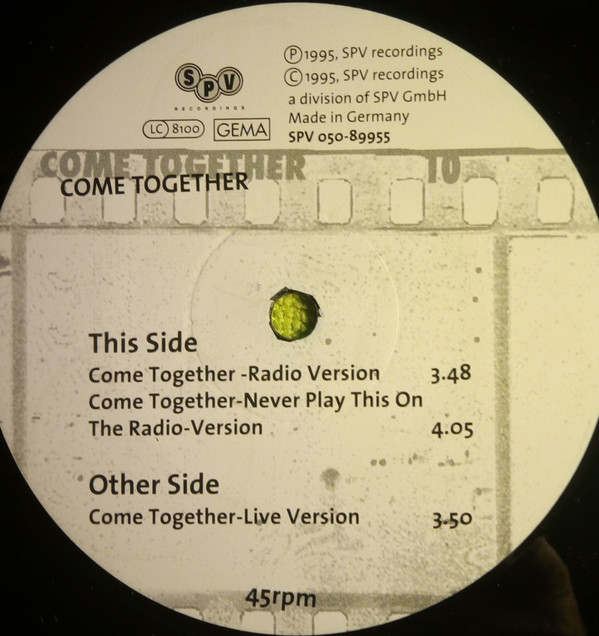 SPV
RECORDINGS
LC 8100 GEMA
Ⓟ1995, SPV recordings
©1995, SPV recordings
a division of SPV GmbH
Made in Germany
SPV 050-89955
COME TOGETHER 10
COME TOGETHER
This Side
Come Together -Radio Version 3.48
Come Together-Never Play This On
The Radio-Version 4.05
Other Side
Come Together-Live Version 3.50
45rpm